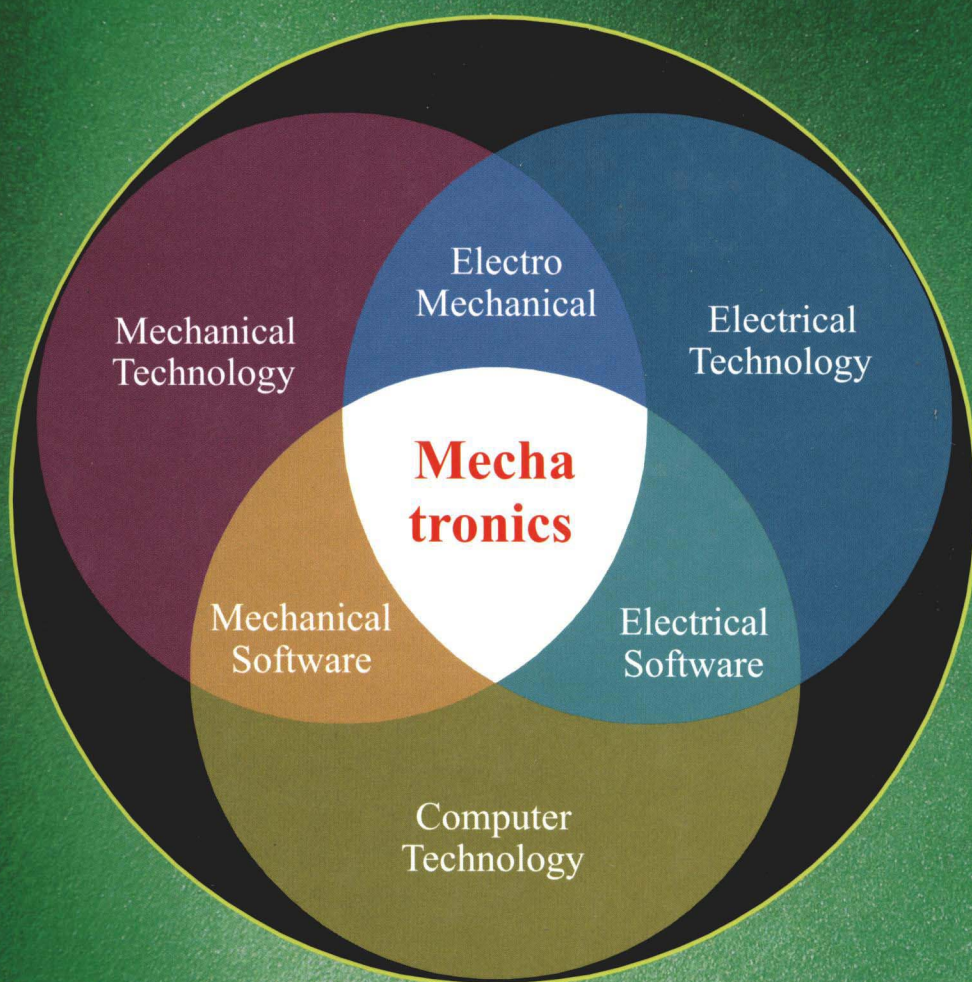 Electro
Mechanical
Mechanical
Technology
Electrical
Technology
Mecha
tronics
Mechanical
Software
Electrical
Software
Computer
Technology